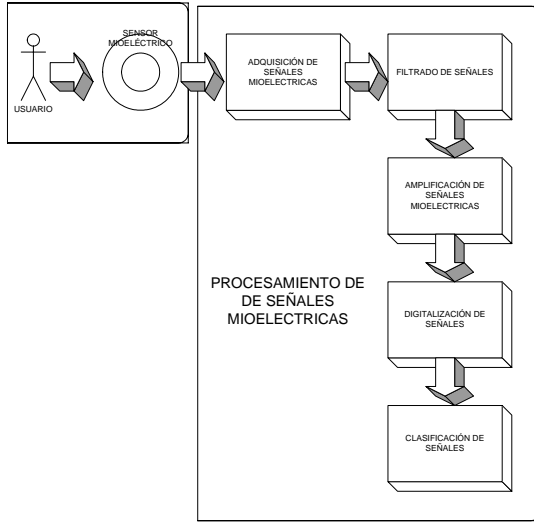 SENSOR
MIOELÉCTRICO
USUARIO
ADQUISICIÓN DE
SEÑALES
MIOELECTRICAS
FILTRADO DE SEÑALES
AMPLIFICACIÓN DE
SEÑALES
MIOELECTRICAS
PROCESAMIENTO DE
DE SEÑALES
MIOELECTRICAS
DIGITALIZACIÓN DE
SEÑALES
CLASIFICACIÓN DE
SEÑALES